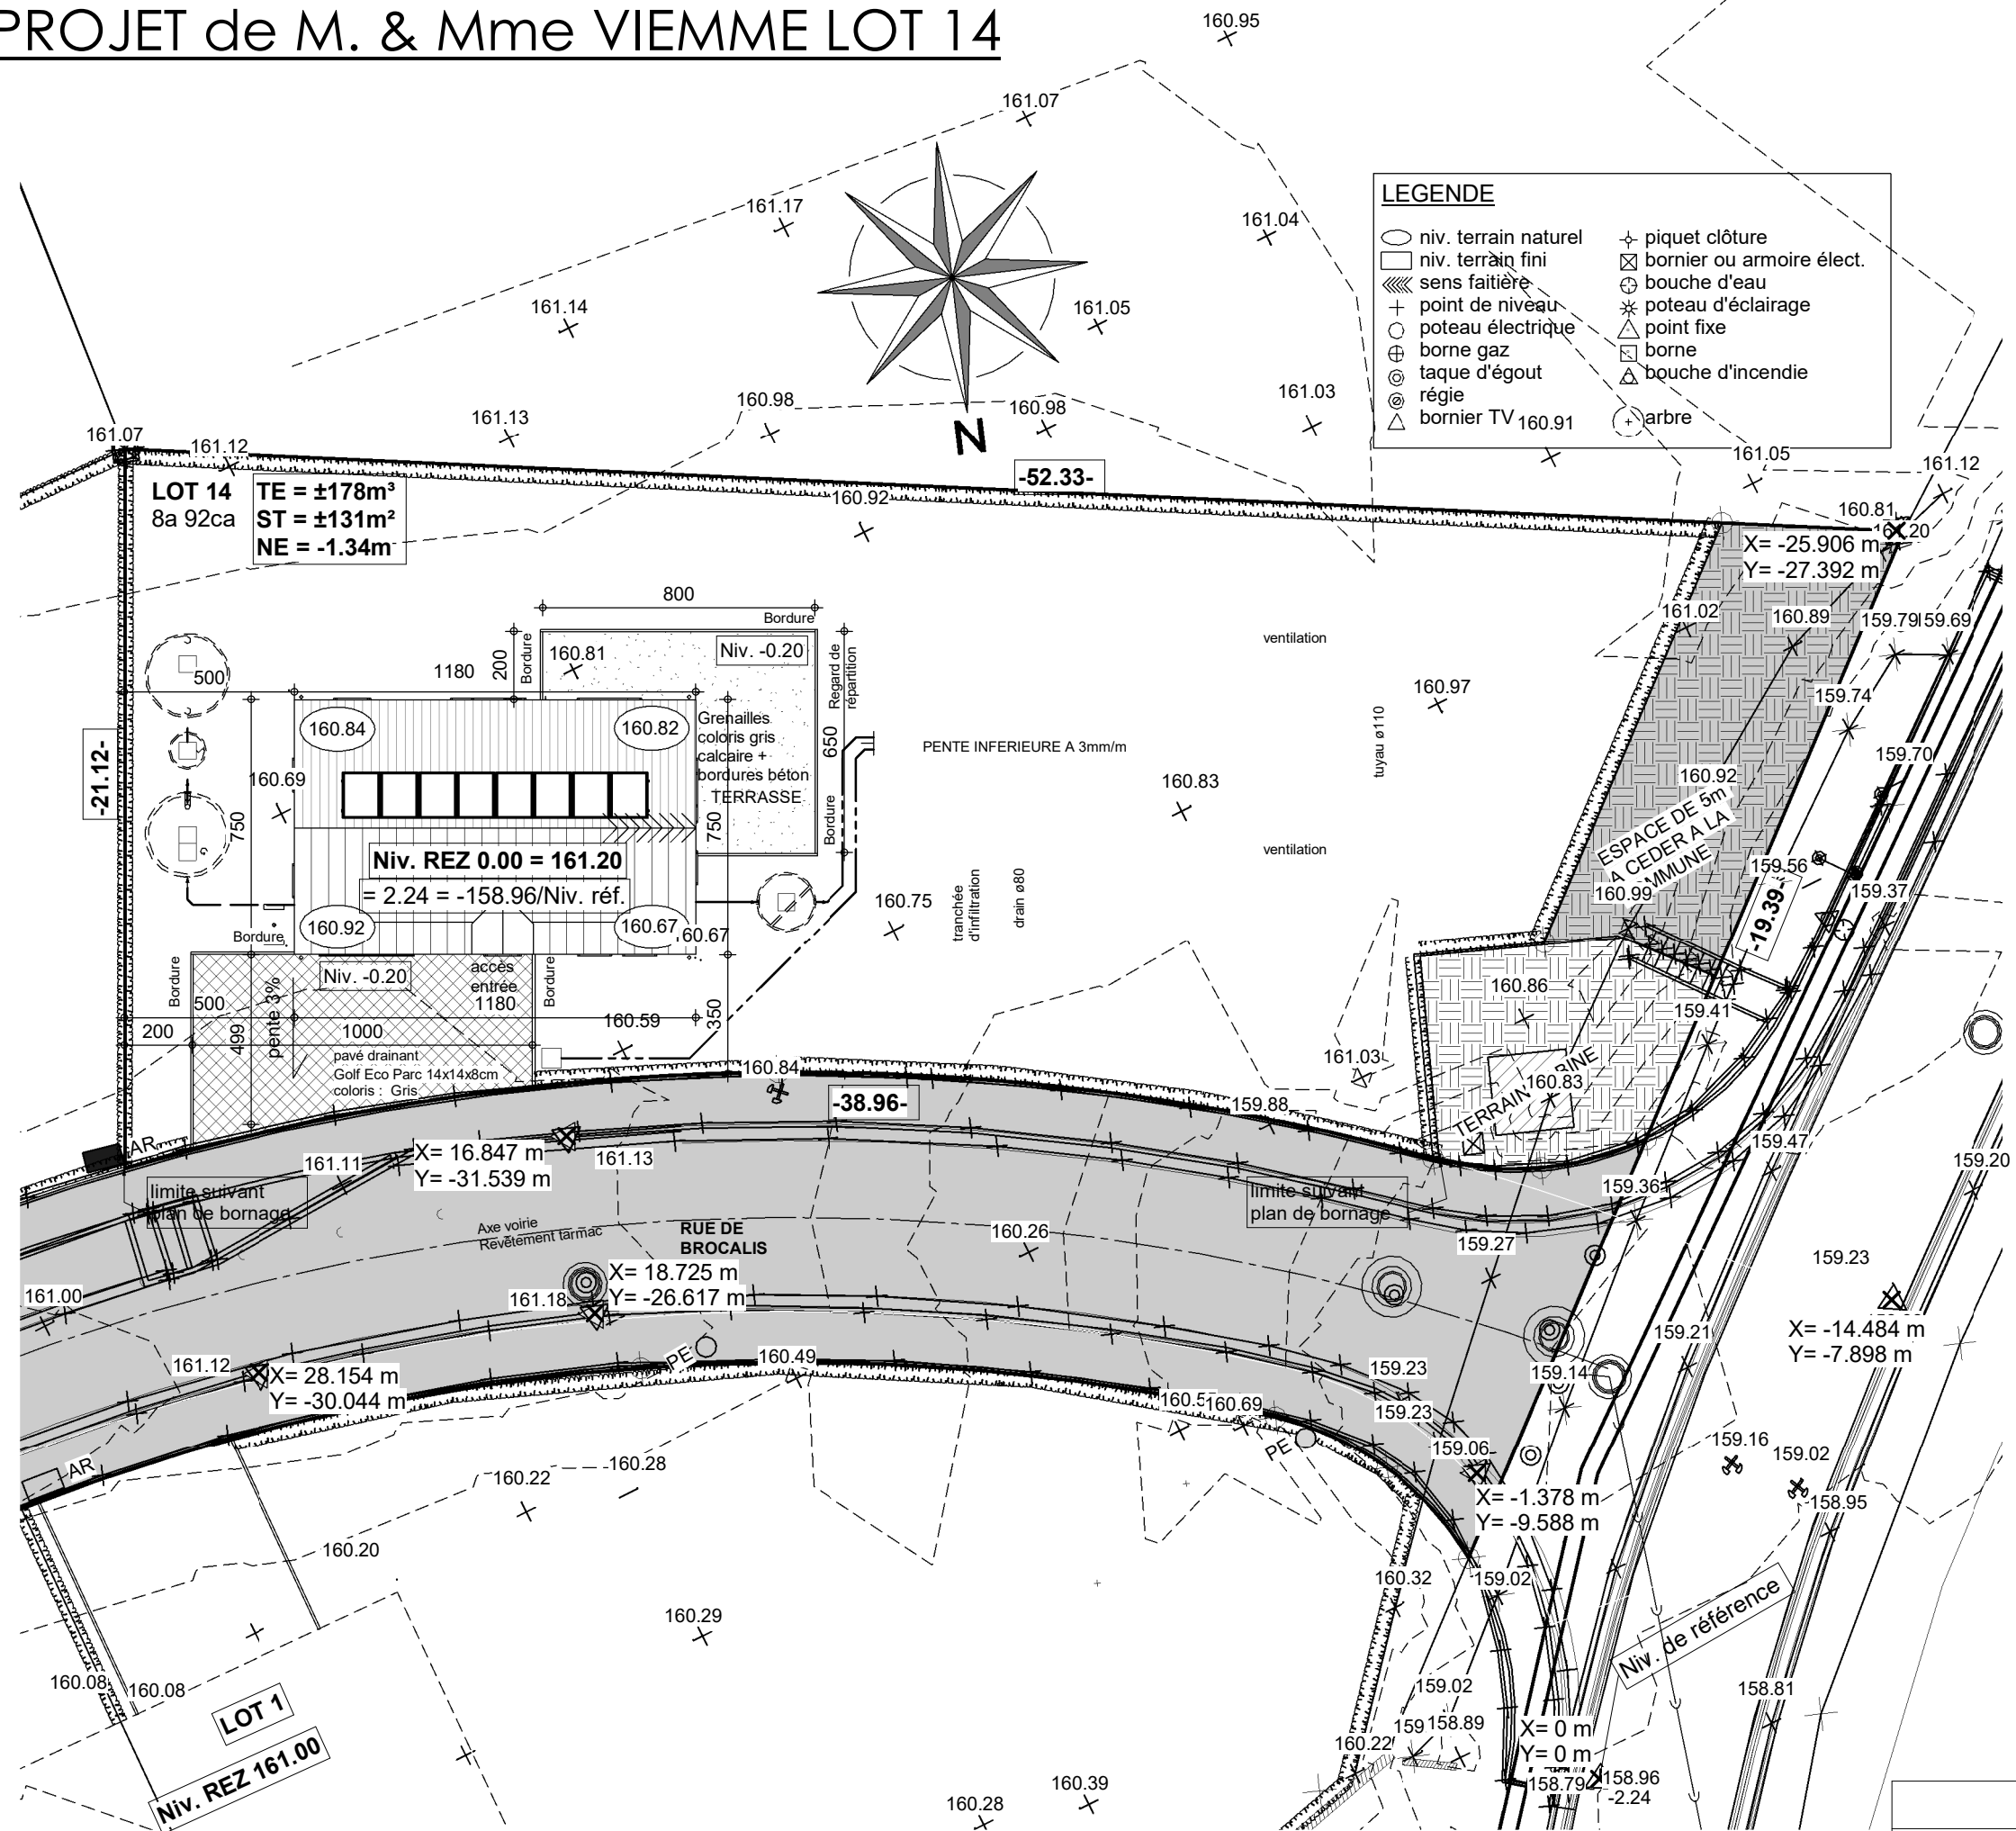 PROJET de M. & Mme VIEMME LOT 14
160.95
161.07
161.17
161.04
161.14
161.05
LEGENDE
niv. terrain naturel
niv. terrain fini
sens faitière
point de niveau
poteau électrique
borne gaz
taque d'égout
régie
bornier TV
piquet clôture
bornier ou armoire élect.
bouche d'eau
poteau d'éclairage
point fixe
borne
bouche d'incendie
arbre
160.91
161.03
160.98
160.98
161.13
N
161.07
161.12
161.05
161.12
-52.33-
160.92
160.81
LOT 14
8a 92ca
TE = ±178m³
ST = ±131m²
NE = -1.34m
X= -25.906 m
Y= -27.392 m
800
Bordure
Bordure
200
1180
500
160.81
Niv. -0.20
Regard de
répartition
ventilation
161.02
160.89
159.79
159.69
160.97
159.74
160.84
160.82
Grenailles
coloris gris
calcaire +
bordures béton
TERRASSE
650
PENTE INFERIEURE A 3mm/m
tuyau ø110
159.70
-21.12-
160.69
750
750
Bordure
160.83
160.92
ESPACE DE 5m
A CEDER A LA
ventilation
Niv. REZ 0.00 = 161.20
= 2.24 = -158.96/Niv. réf.
159.56
159.37
160.99
-19.39-
160.75
tranchée
d'infiltration
drain ø80
160.92
160.67
Bordure
Bordure
Niv. -0.20
accès
entrée
1180
Bordure
500
pente 3%
499
200
1000
350
160.59
160.86
159.41
pavé drainant
Golf Eco Parc 14x14x8cm
coloris : Gris
160.84
-38.96-
161.03
160.83
159.88
159.47
159.20
AR
161.11
X= 16.847 m
Y= -31.539 m
161.13
limite suivant
plan de bornage
limite suivant
plan de bornage
159.36
Axe voirie
Revêtement tarmac
RUE DE
BROCALIS
160.26
159.27
159.23
161.00
161.18
X= 18.725 m
Y= -26.617 m
159.21
X= -14.484 m
Y= -7.898 m
161.12
X= 28.154 m
Y= -30.044 m
PE
160.49
159.23
159.14
160.69
159.23
159.06
PE
159.16
159.02
AR
160.22
160.28
X= -1.378 m
Y= -9.588 m
158.95
160.20
160.32
159.02
160.29
Niv. de référence
160.08
160.08
LOT 1
Niv. REZ 161.00
159.02
158.81
158.89
160.22
X= 0 m
Y= 0 m
158.79
158.96
-2.24
160.39
160.28